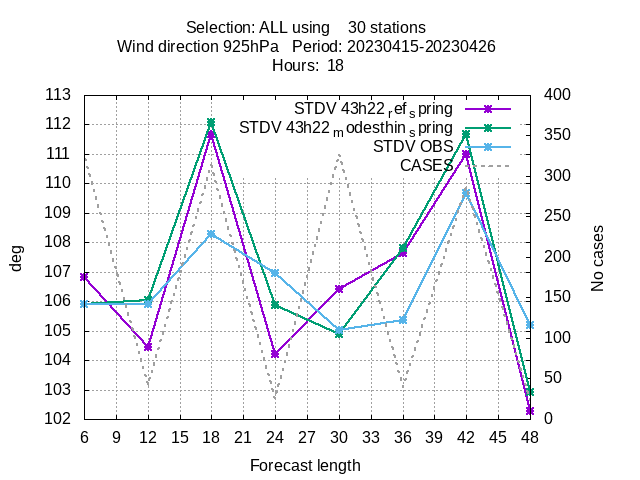 Selection: ALL using 30 stations
Wind direction 925hPa Period: 20230415-20230426
Hours: 18
STDV 43h22_ref_spring
STDV 43h22_modesthin_spring
STDV OBS
CASES
113
112
111
110
109
108
107
106
105
104
103
102
400
350
300
250
200
150
100
50
0
deg
No cases
6 9 12 15 18 21 24 27 30 33 36 39 42 45 48
Forecast length